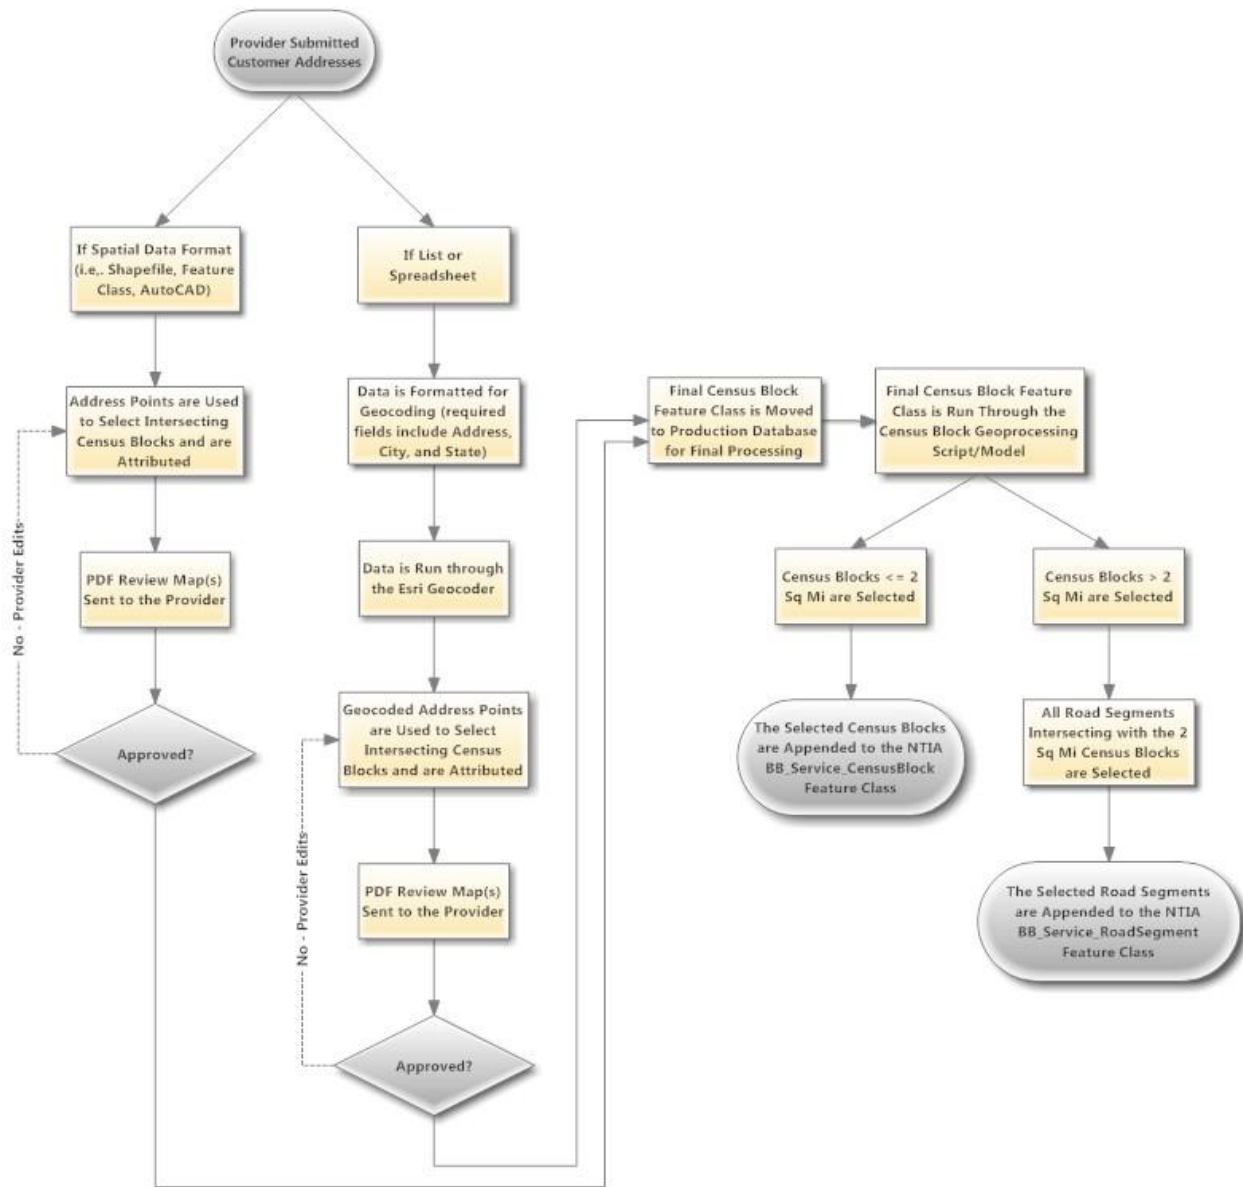 Provider Submitted
Customer Addresses
If Spatial Data Format
(i.e,. Shapefile, Feature
Class, AutoCAD)
If List or
Spreadsheet
Address Points are Used
to Select Intersecting
Census Blocks and are
Attributed
Data is Formatted for
Geocoding (required
fields include Address,
City, and State)
Final Census Block
Feature Class is Moved
to Production Database
for Final Processing
Final Census Block Feature
Class is Run Through the
Census Block Geoprocessing
Script/Model
No - Provider Edits
PDF Review Map(s)
Sent to the Provider
Data is Run through
the Esri Geocoder
Census Blocks <= 2
Sq Mi are Selected
Census Blocks > 2
Sq Mi are Selected
Approved?
Geocoded Address Points
are Used to Select
Intersecting Census
Blocks and are Attributed
The Selected Census Blocks
are Appended to the NTIA
BB_Service_CensusBlock
Feature Class
All Road Segments
Intersecting with the 2
Sq Mi Census Blocks
are Selected
No - Provider Edits
PDF Review Map(s)
Sent to the Provider
The Selected Road Segments
are Appended to the NTIA
BB_Service_RoadSegment
Feature Class
Approved?